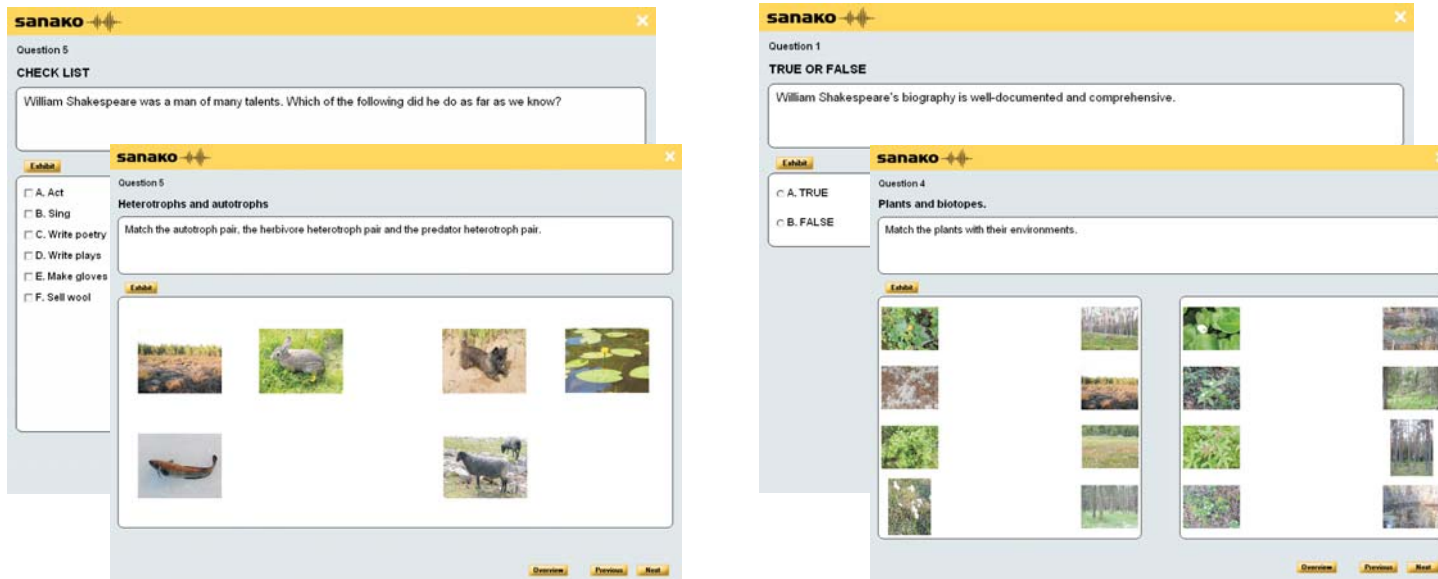 sanako
Question 5
CHECK LIST
William Shakespeare was a man of many talents. Which of the following did he do as far as we know?
Exhibit
A. Act
B. Sing
C. Write poetry
D. Write plays
E. Make gloves
F. Sell wool
sanako
Question 5
Heterotrophs and autotrophs
Match the autotroph pair, the herbivore heterotroph pair and the predator heterotroph pair.
Exhibit
Overview Previous Next
sanako
Question 1
TRUE OR FALSE
William Shakespeare's biography is well-documented and comprehensive.
Exhibit
A. TRUE
B. FALSE
sanako
Question 4
Plants and biotopes.
Match the plants with their environments.
Exhibit
Overview Previous Next